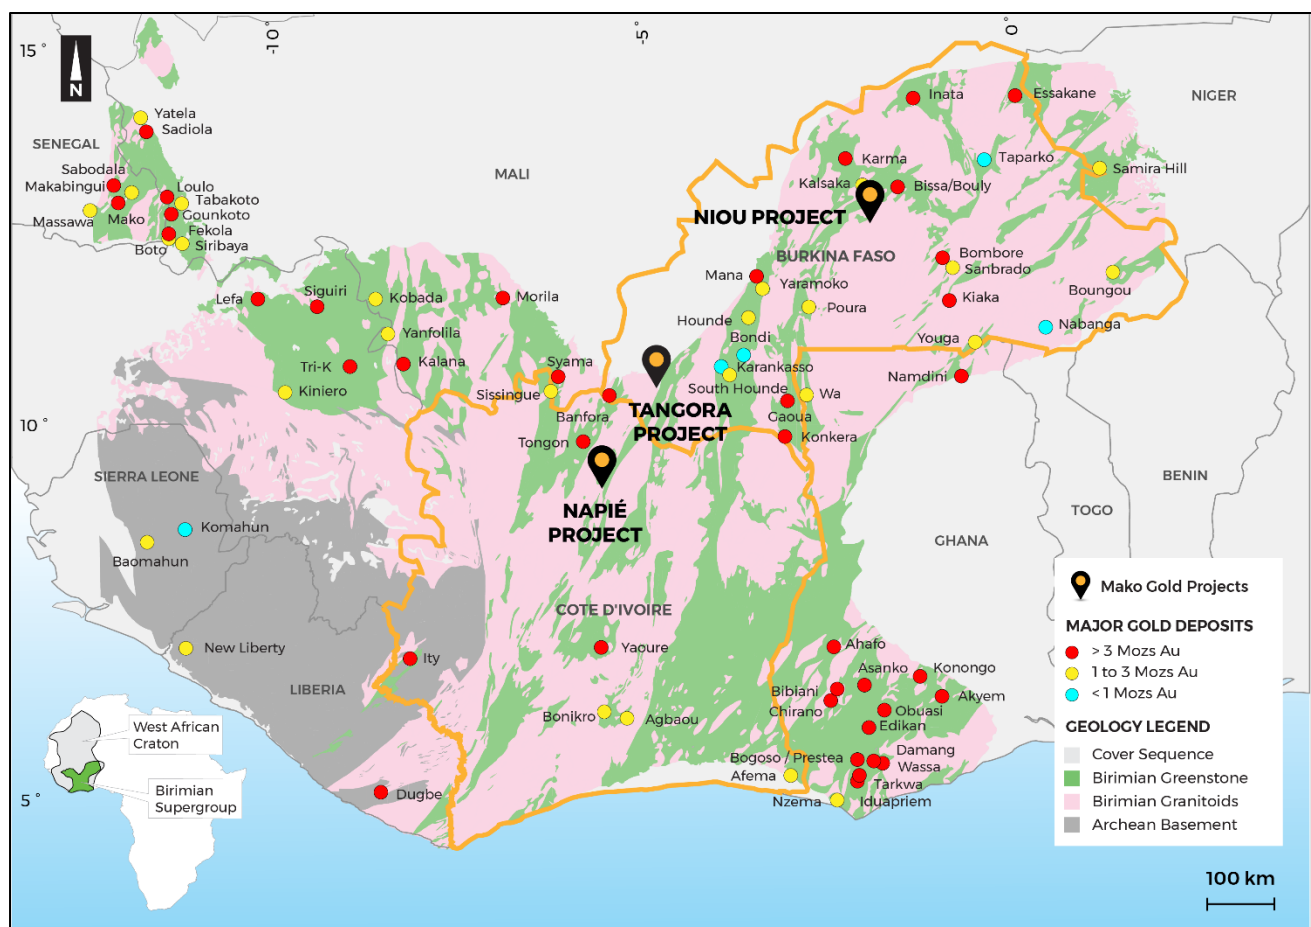 -10°
-5°
0°
15°
N
Yatela
Sadiola
SENEGAL
Sabodala
Makabingui
Massawa
Mako
Loulo
Tabakoto
Gounkoto
Fekola
Boto
Siribaya
MALI
NIGER
Inata
Essakane
Karma
Taparko
Samira Hill
Kalsaka
Bissa/Bouly
NIOU PROJECT
BURKINA FASO
Bombore
Sanbrado
Mana
Yaramoko
Boungou
Kiaka
Poura
Hounde
Nabanga
Bondi
Youga
Lefa
Siguiri
Kobada
Morila
Yanfolila
Tri-K
Kalana
Syama
Karankasso
Namdini
Kiniero
Sissingue
South Hounde
Wa
Banfora
TANGORA
PROJECT
Gaoua
10°
Tongon
Konkera
SIERRA LEONE
BENIN
NAPIÉ
PROJECT
TOGO
Komahun
Baomahun
GHANA
COTE D'IVOIRE
New Liberty
Ity
Yaoure
Ahafo
LIBERIA
Asanko
Konongo
Bibiani
Chirano
Akyem
Obuasi
Edikan
Bonikro
Agbaou
Bogoso / Prestea
Damang
Wassa
Afema
Tarkwa
Dugbe
Nzema
Iduapriem
5°
West African
Craton
Birimian
Supergroup
Mako Gold Projects
MAJOR GOLD DEPOSITS
> 3 Mozs Au
1 to 3 Mozs Au
<1 Mozs Au
GEOLOGY LEGEND
Cover Sequence
Birimian Greenstone
Birimian Granitoids
Archean Basement
100 km